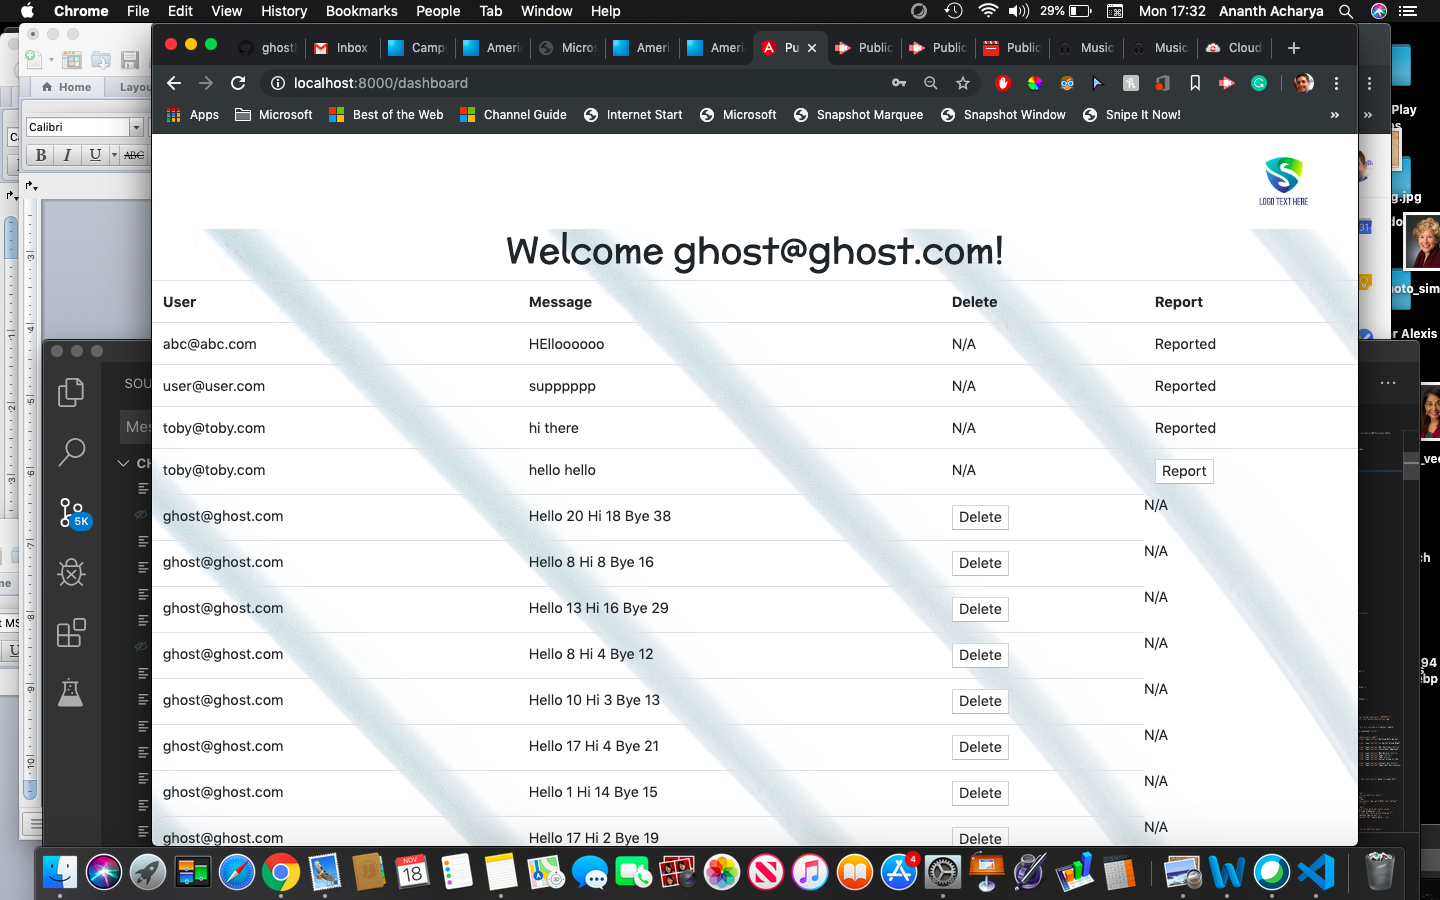 Chrome File Edit View History Bookmarks People Tab Window Help 29% Mon 17:32 Ananth Acharya
ghost Inbox Camp Ameri Micros Ameri Ameri Pu Public Public Public Music Music Cloud
localhost:8000/dashboard
Apps Microsoft Best of the Web Channel Guide Internet Start Microsoft Snapshot Marquee Snapshot Window Snipe It Now! »
Home Layou
Calibri
B I U ABC
LOGO TEXT HERE
Welcome ghost@ghost.com!
User Message Delete Report
abc@abc.com HElloooooo N/A Reported
user@user.com supppppp N/A Reported
toby@toby.com hi there N/A Reported
toby@toby.com hello hello N/A Report
ghost@ghost.com Hello 20 Hi 18 Bye 38 Delete N/A
ghost@ghost.com Hello 8 Hi 8 Bye 16 Delete N/A
ghost@ghost.com Hello 13 Hi 16 Bye 29 Delete N/A
ghost@ghost.com Hello 8 Hi 4 Bye 12 Delete N/A
ghost@ghost.com Hello 10 Hi 3 Bye 13 Delete N/A
ghost@ghost.com Hello 17 Hi 4 Bye 21 Delete N/A
ghost@ghost.com Hello 1 Hi 14 Bye 15 Delete N/A
ghost@ghost.com Hello 17 Hi 2 Bye 19 Delete N/A
SOU
Mes
CH
5K
Play
g.jpg
oto_sim
r Alexis
_ve
ch
94
bp
NOV
18
4